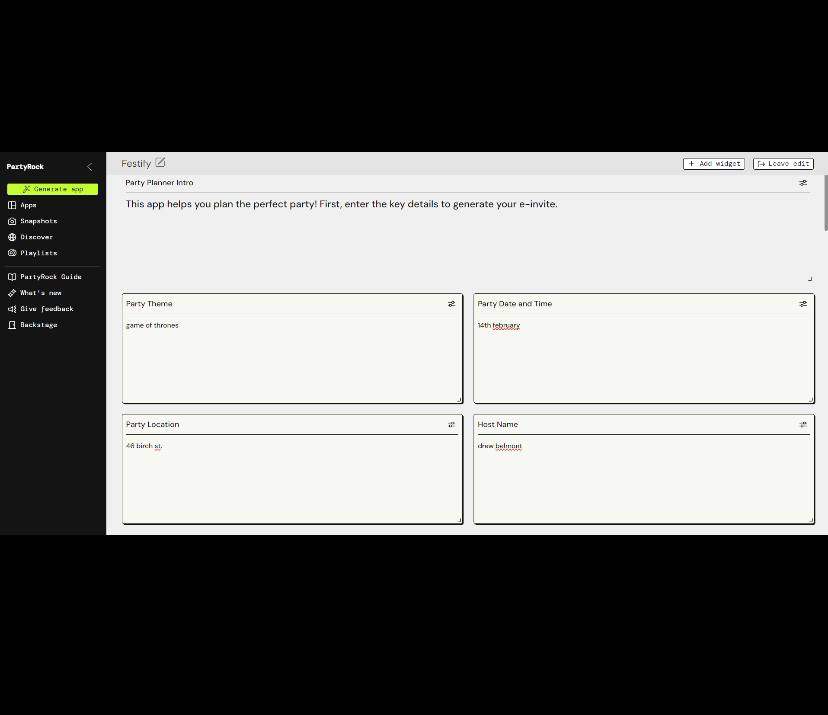 PartyRock
Festify
+ Add widget
Leave edit
Generate app
Apps
Snapshots
Discover
Playlists
PartyRock Guide
What's new
Give feedback
Backstage
Party Planner Intro
This app helps you plan the perfect party! First, enter the key details to generate your e-invite.
Party Theme
game of thrones
Party Date and Time
14th february
Party Location
46 birch st.
Host Name
drew belmont